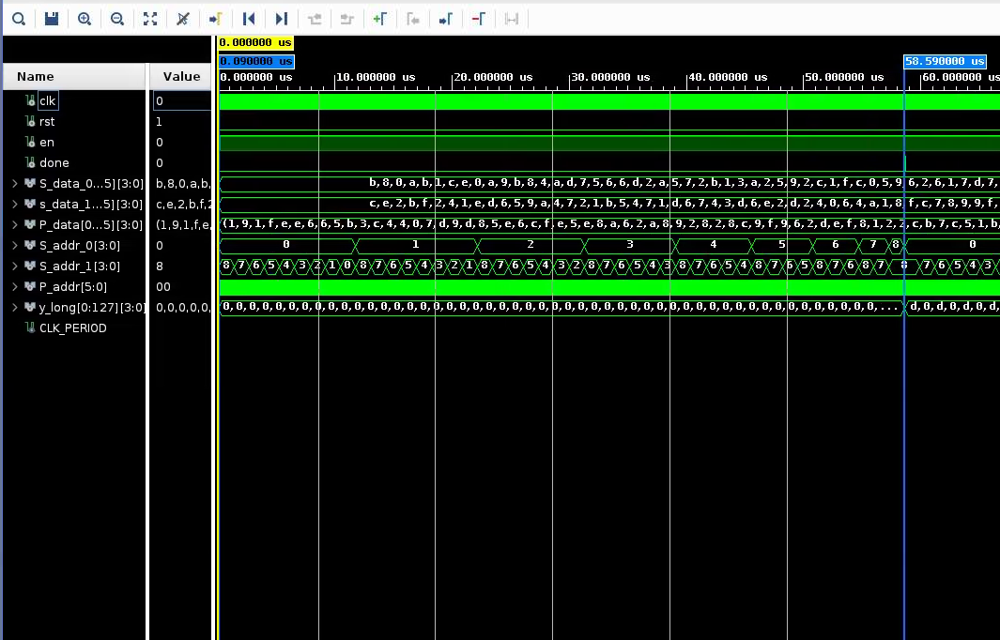 0.000000 us
0.090000 us 58.590000 us
0.000000 us 10.000000 us 20.000000 us 30.000000 us 40.000000 us 50.000000 us 60.000000 us
Name Value
clk 0
rst 1
en 0
done 0
S_data_0...5][3:0] b,8,0,a,b, b,8,0,a,b,1,c,e,0,a,9,b,8,4,a,d,7,5,6,6,d,2,a,5,7,2,b,1,3,a,2,5,9,2,c,1,f,c,0,5,9 6,2,6,1,7,d,7,
s_data_1...5][3:0] c,e,2,b,f,2 c,e,2,b,f,2,4,1,e,d,6,5,9,a,4,7,2,1,b,5,4,7,1,d,6,7,4,3,d,6,e,2,d,2,4,0,6,4,a,1,8 f,c,7,8,9,9,f,
P_data[0...5][3:0] (1,9,1,f,e, (1,9,1,f,e,e,6,6,5,b,3,c,4,4,0,7,d,9,d,8,5,e,6,c,f,e,5,e,8,a,6,2,a,8,9,2,8,2,8,c,9,f,9,6,2,d,e,f,8,1,2,2,c,b,7,c,5,1,b
S_addr_0[3:0] 0 0 1 2 3 4 5 6 7 8 0
S_addr_1[3:0] 8 8 7 6 5 4 3 2 1 0 8 7 6 5 4 3 2 1 8 7 6 5 4 3 2 8 7 6 5 4 3 8 7 6 5 4 8 7 6 5 8 7 6 8 7 8 7 6 5 4 3
P_addr[5:0] 00
y_long[0:127][3:0] 0,0,0,0,0, 0,0,0,0,0,0,0,0,0,0,0,0,0,0,0,0,0,0,0,0,0,0,0,0,0,0,0,0,0,0,0,0,0,0,0,0,0,0,0,0,0,0,0,0,0,0,... d,0,d,0,d,0,d,
CLK_PERIOD